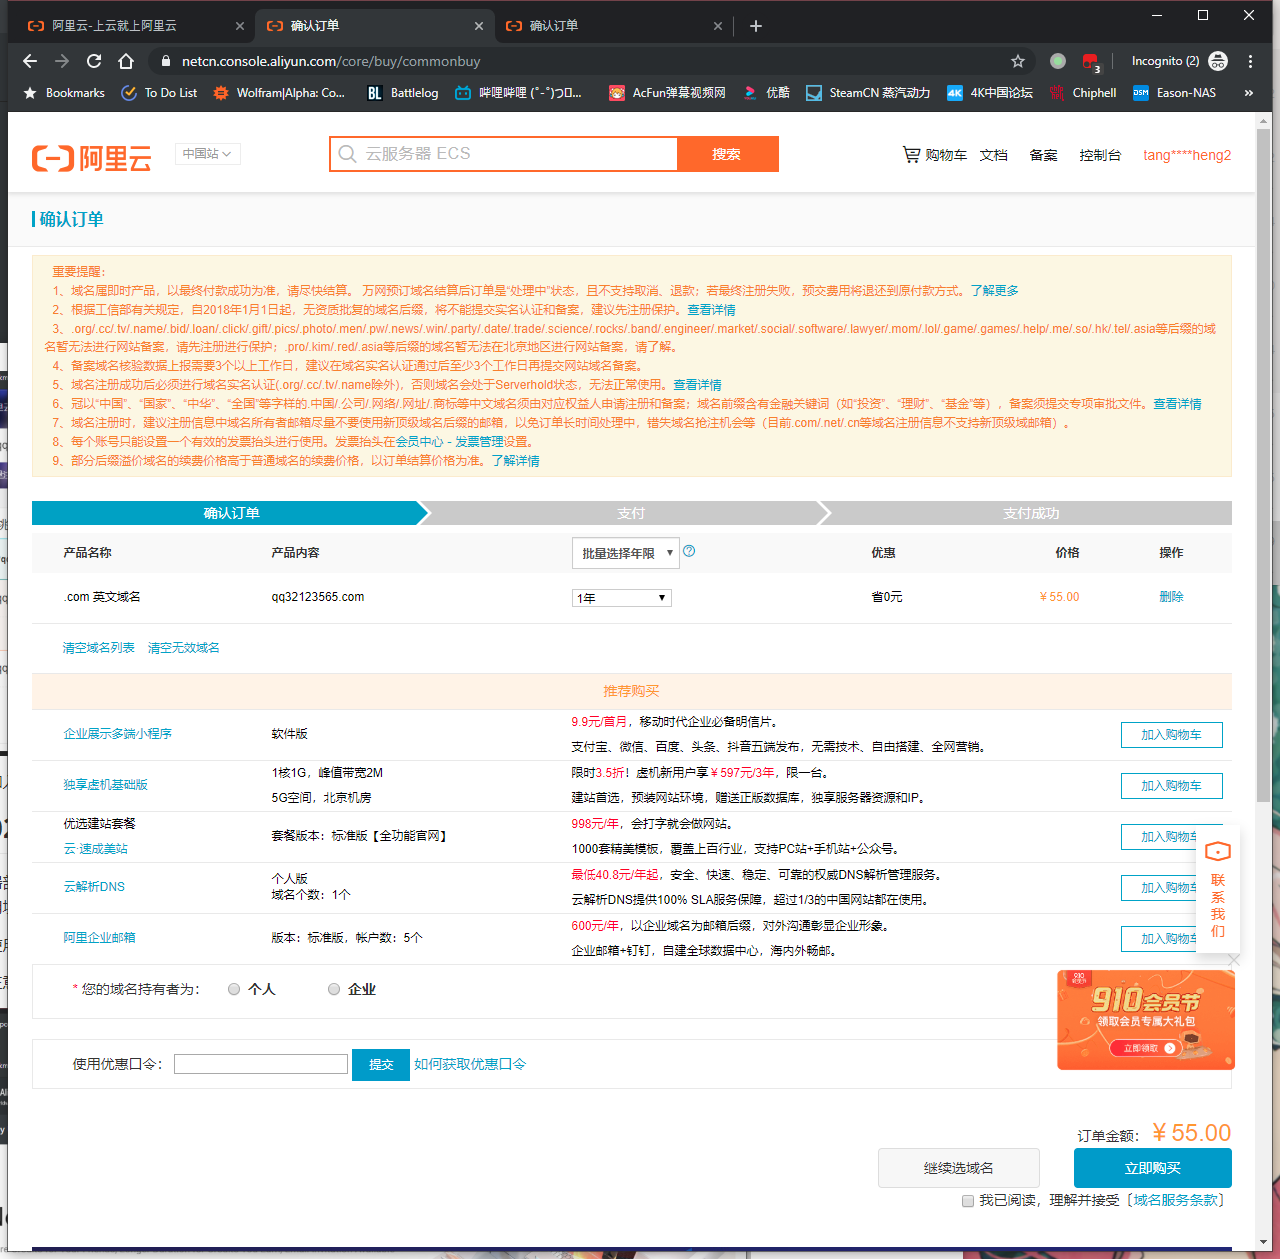 阿里云-上云就上阿里云
确认订单
确认订单
netcn.console.aliyun.com/core/buy/commonbuy
Incognito (2)
3
Bookmarks
To Do List
Wolfram|Alpha: Co...
BL Battlelog
哔哩哔哩
AcFun弹幕视频网
优酷
SteamCN 蒸汽动力
4K 4K中国论坛
Chiphell
DSM Eason-NAS
»
阿里云
中国站
云服务器 ECS
搜索
购物车
文档
备案
控制台
tang****heng2
确认订单
重要提醒：
1、域名属即时产品，以最终付款成功为准，请尽快结算。 万网预订域名结算后订单是“处理中”状态，且不支持取消、退款；若最终注册失败，预交费用将退还到原付款方式。了解更多
2、根据工信部有关规定，自2018年1月1日起，无资质批复的域名后缀，将不能提交实名认证和备案，建议先注册保护。查看详情
3、.org/.cc/.tv/.name/.bid/.loan/.click/.gift/.pics/.photo/.men/.pw/.news/.win/.party/.date/.trade/.science/.rocks/.band/.engineer/.market/.social/.software/.lawyer/.mom/.lol/.game/.games/.help/.me/.so/.hk/.tel/.asia等后缀的域
名暂无法进行网站备案，请先注册进行保护；.pro/.kim/.red/.asia等后缀的域名暂无法在北京地区进行网站备案，请了解。
4、备案域名核验数据上报需要3个以上工作日，建议在域名实名认证通过后至少3个工作日再提交网站域名备案。
5、域名注册成功后必须进行域名实名认证(.org/.cc/.tv/.name除外)，否则域名会处于Serverhold状态，无法正常使用。查看详情
6、冠以“中国”、“国家”、“中华”、“全国”等字样的.中国/.公司/.网络/.网址/.商标等中文域名须由对应权益人申请注册和备案；域名前缀含有金融关键词（如“投资”、“理财”、“基金”等），备案须提交专项审批文件。查看详情
7、域名注册时，建议注册信息中域名所有者邮箱尽量不要使用新顶级域名后缀的邮箱，以免订单长时间处理中，错失域名抢注机会等（目前.com/.net/.cn等域名注册信息不支持新顶级域邮箱）。
8、每个账号只能设置一个有效的发票抬头进行使用。发票抬头在会员中心 - 发票管理设置。
9、部分后缀溢价域名的续费价格高于普通域名的续费价格，以订单结算价格为准。了解详情
确认订单
支付
支付成功
产品名称
产品内容
批量选择年限
优惠
价格
操作
.com 英文域名
qq32123565.com
1年
省0元
¥ 55.00
删除
清空域名列表
清空无效域名
推荐购买
企业展示多端小程序
软件版
9.9元/首月，移动时代企业必备明信片。
支付宝、微信、百度、头条、抖音五端发布，无需技术、自由搭建、全网营销。
加入购物车
独享虚机基础版
1核1G，峰值带宽2M
5G空间，北京机房
限时3.5折！虚机新用户享¥597元/3年，限一台。
建站首选，预装网站环境，赠送正版数据库，独享服务器资源和IP。
加入购物车
优选建站套餐
云·速成美站
套餐版本：标准版【全功能官网】
998元/年，会打字就会做网站。
1000套精美模板，覆盖上百行业，支持PC站+手机站+公众号。
加入购物车
云解析DNS
个人版
域名个数：1个
最低40.8元/年起，安全、快速、稳定、可靠的权威DNS解析管理服务。
云解析DNS提供100% SLA服务保障，超过1/3的中国网站都在使用。
加入购物车
阿里企业邮箱
版本：标准版，帐户数：5个
600元/年，以企业域名为邮箱后缀，对外沟通彰显企业形象。
企业邮箱+钉钉，自建全球数据中心，海内外畅邮。
加入购物车
联系我们
* 您的域名持有者为：
个人
企业
910会员节
领取会员专属大礼包
立即领取
使用优惠口令：
提交
如何获取优惠口令
订单金额： ¥ 55.00
继续选域名
立即购买
我已阅读，理解并接受〔域名服务条款〕